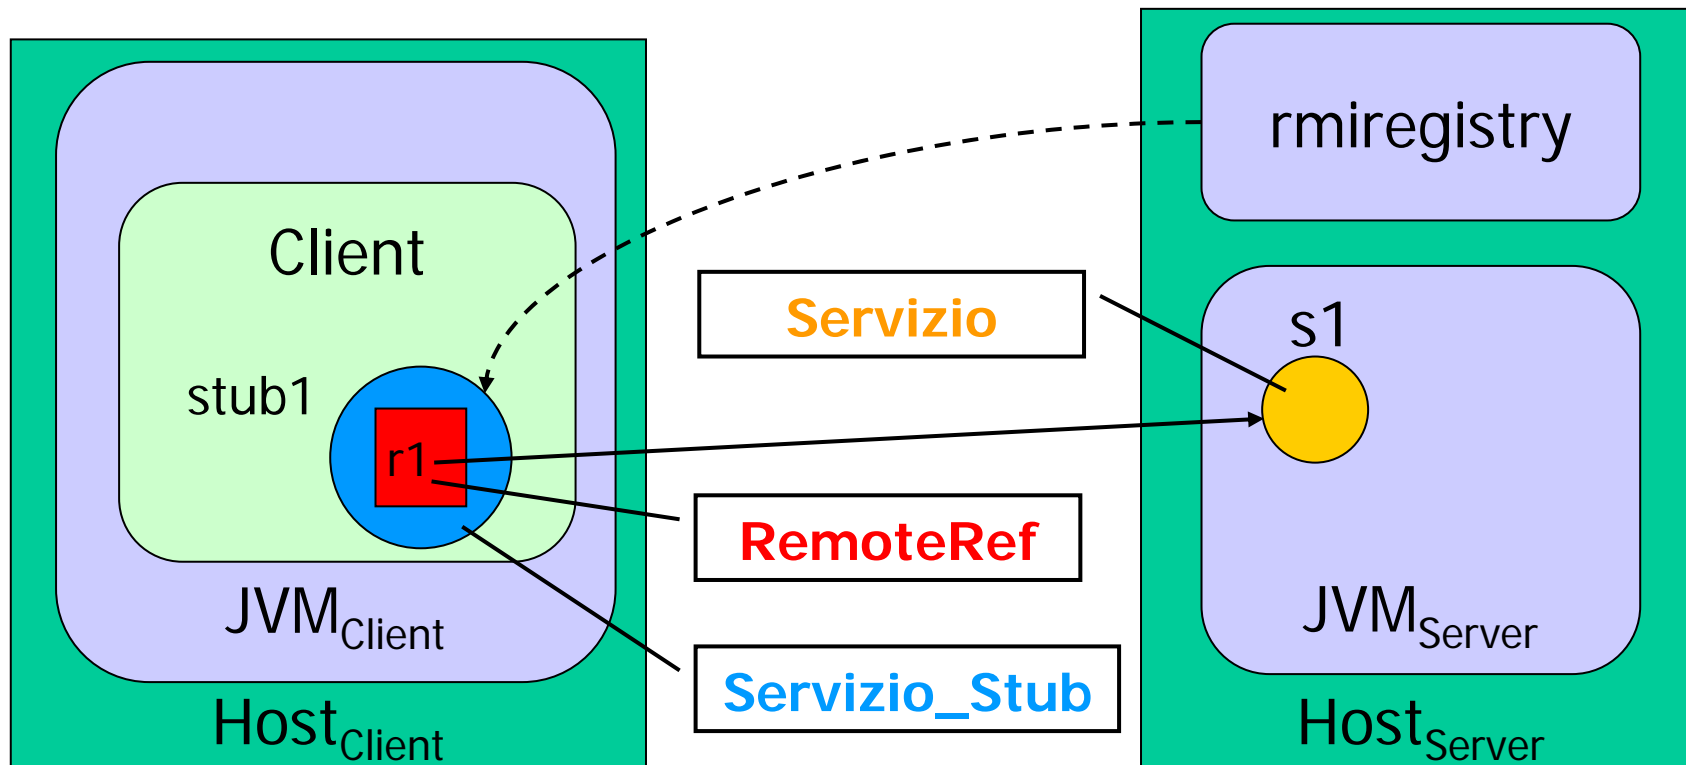 rmiregistry
Client
Servizio
s1
stub1
r1
RemoteRef
JVMClient
JVMServer
Servizio_Stub
HostClient
HostServer